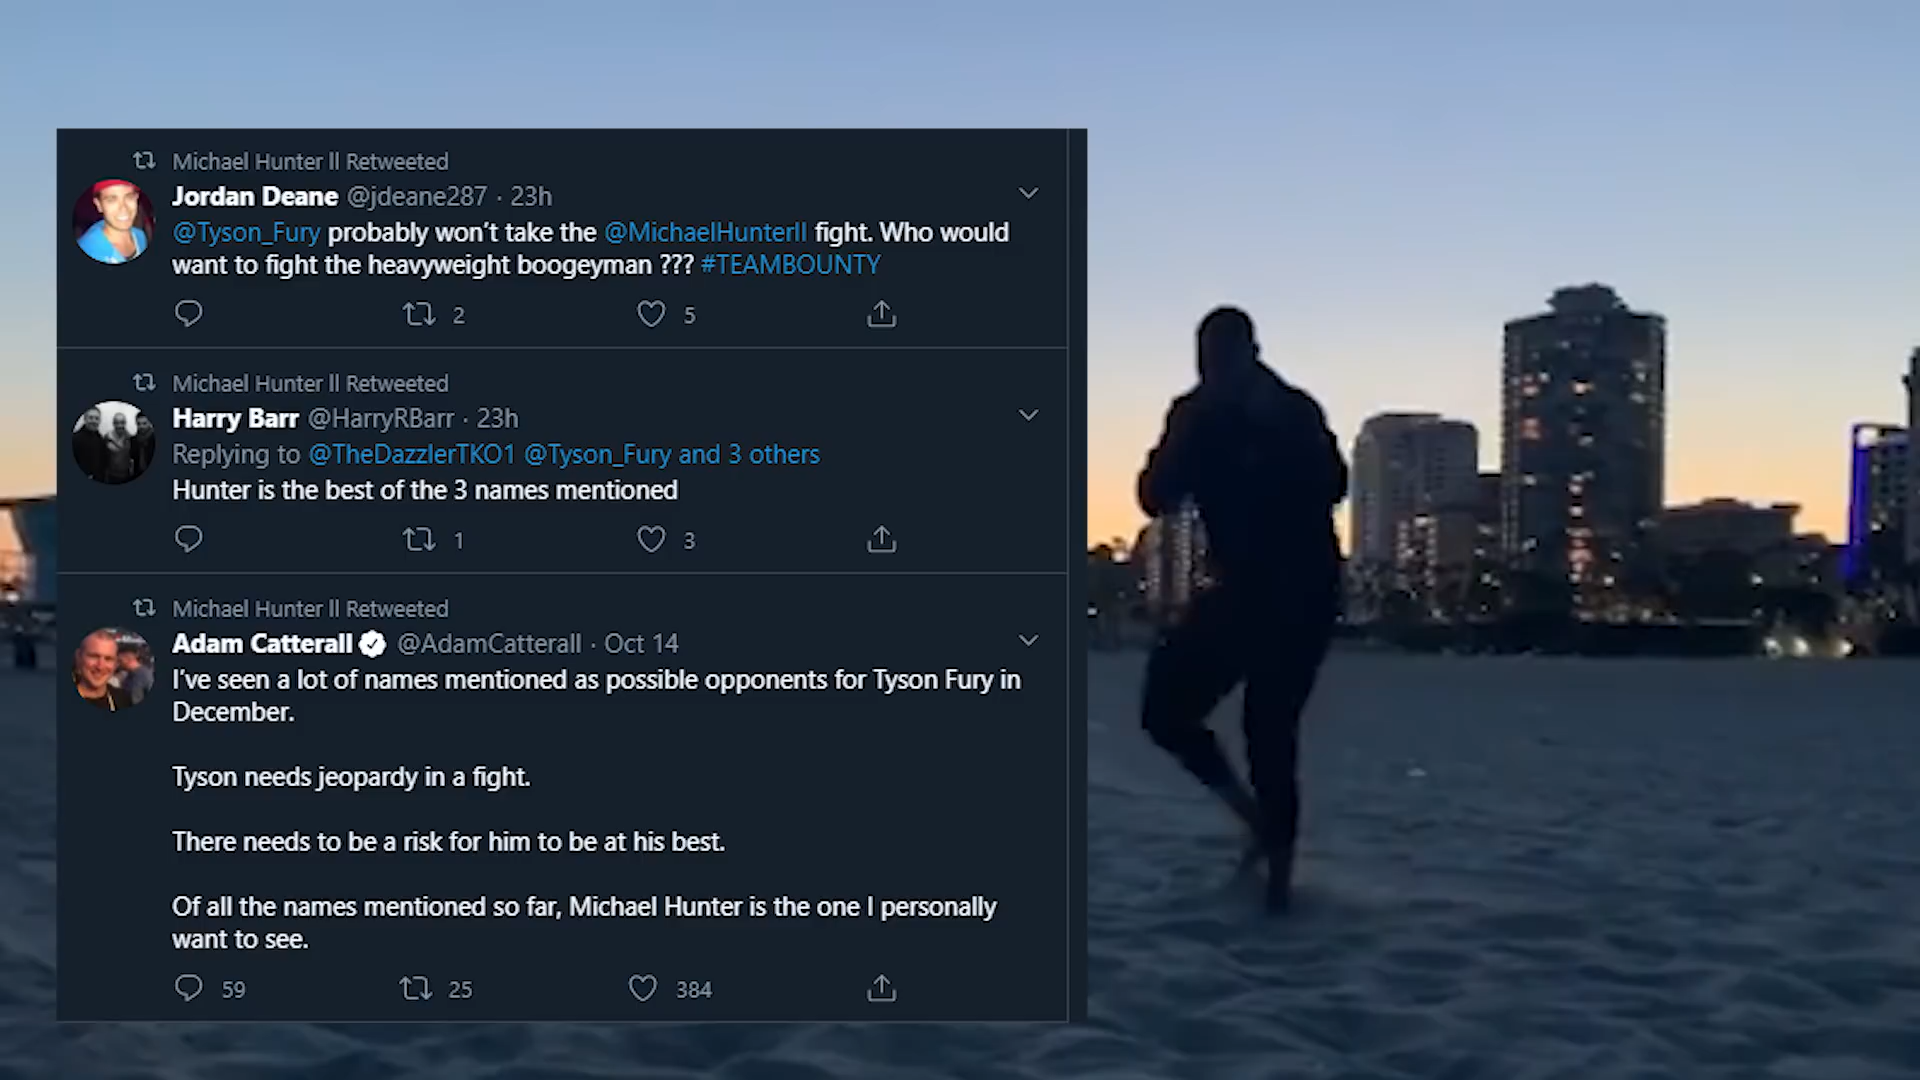 Michael Hunter ll Retweeted
Jordan Deane @jdeane287 · 23h
@Tyson_Fury probably won't take the @MichaelHunterII fight. Who would
want to fight the heavyweight boogeyman ??? #TEAMBOUNTY
2 5
Michael Hunter ll Retweeted
Harry Barr @HarryRBarr · 23h
Replying to @TheDazzlerTKO1 @Tyson_Fury and 3 others
Hunter is the best of the 3 names mentioned
1 3
Michael Hunter ll Retweeted
Adam Catterall @AdamCatterall · Oct 14
I've seen a lot of names mentioned as possible opponents for Tyson Fury in
December.
Tyson needs jeopardy in a fight.
There needs to be a risk for him to be at his best.
Of all the names mentioned so far, Michael Hunter is the one I personally
want to see.
59 25 384